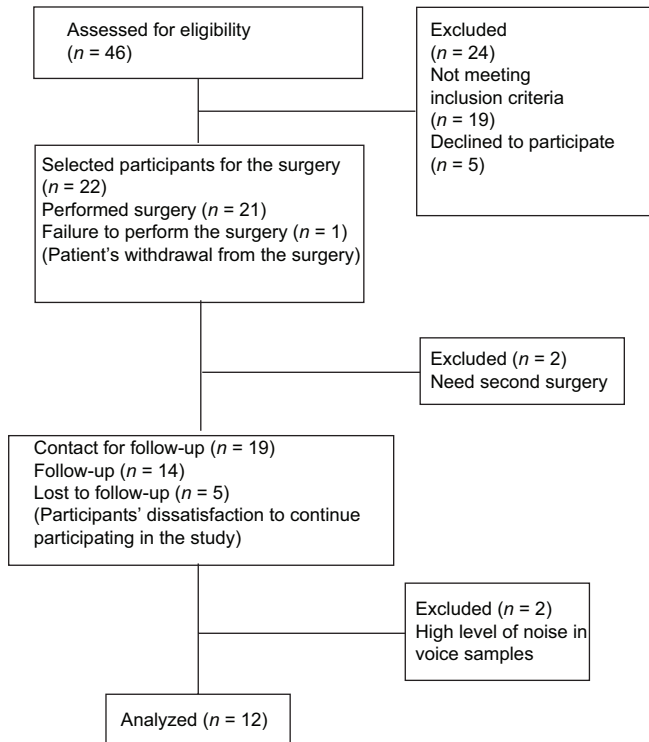 Assessed for eligibility
(n = 46)
Excluded
(n = 24)
Not meeting
inclusion criteria
(n = 19)
Declined to participate
(n = 5)
Selected participants for the surgery
(n = 22)
Performed surgery (n = 21)
Failure to perform the surgery (n = 1)
(Patient’s withdrawal from the surgery)
Excluded (n = 2)
Need second surgery
Contact for follow-up (n = 19)
Follow-up (n = 14)
Lost to follow-up (n = 5)
(Participants’ dissatisfaction to continue
participating in the study)
Excluded (n = 2)
High level of noise in
voice samples
Analyzed (n = 12)